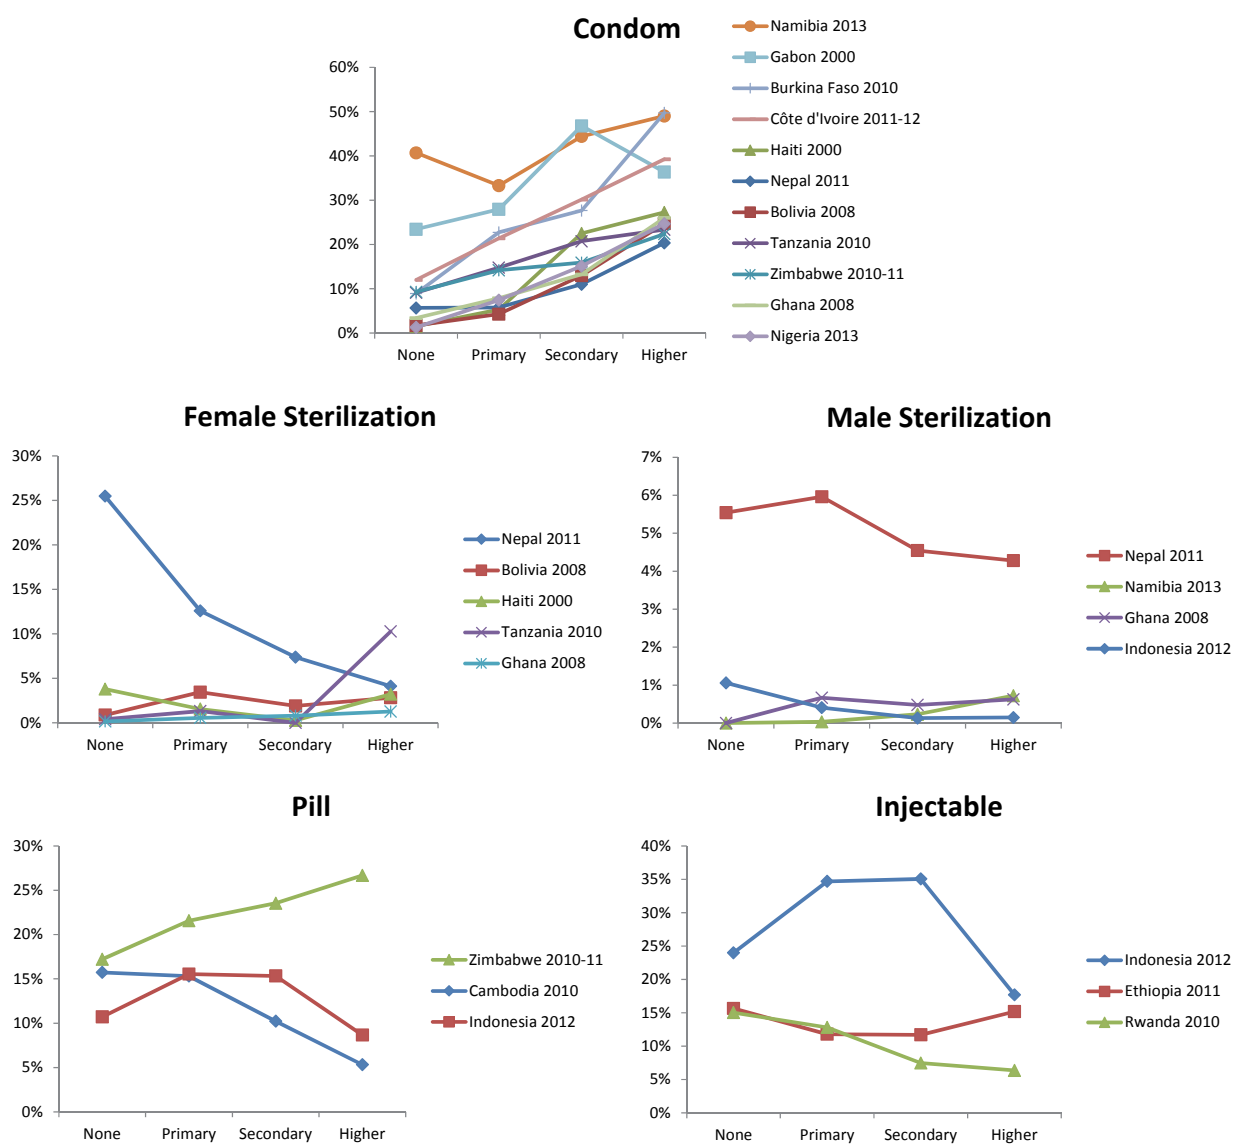 Condom
60%
50%
40%
30%
20%
10%
0%
None Primary Secondary Higher
Namibia 2013
Gabon 2000
Burkina Faso 2010
Côte d'Ivoire 2011-12
Haiti 2000
Nepal 2011
Bolivia 2008
Tanzania 2010
Zimbabwe 2010-11
Ghana 2008
Nigeria 2013
Female Sterilization
30%
25%
20%
15%
10%
5%
0%
None Primary Secondary Higher
Nepal 2011
Bolivia 2008
Haiti 2000
Tanzania 2010
Ghana 2008
Male Sterilization
7%
6%
5%
4%
3%
2%
1%
0%
None Primary Secondary Higher
Nepal 2011
Namibia 2013
Ghana 2008
Indonesia 2012
Pill
30%
25%
20%
15%
10%
5%
0%
None Primary Secondary Higher
Zimbabwe 2010-11
Cambodia 2010
Indonesia 2012
Injectable
40%
35%
30%
25%
20%
15%
10%
5%
0%
None Primary Secondary Higher
Indonesia 2012
Ethiopia 2011
Rwanda 2010